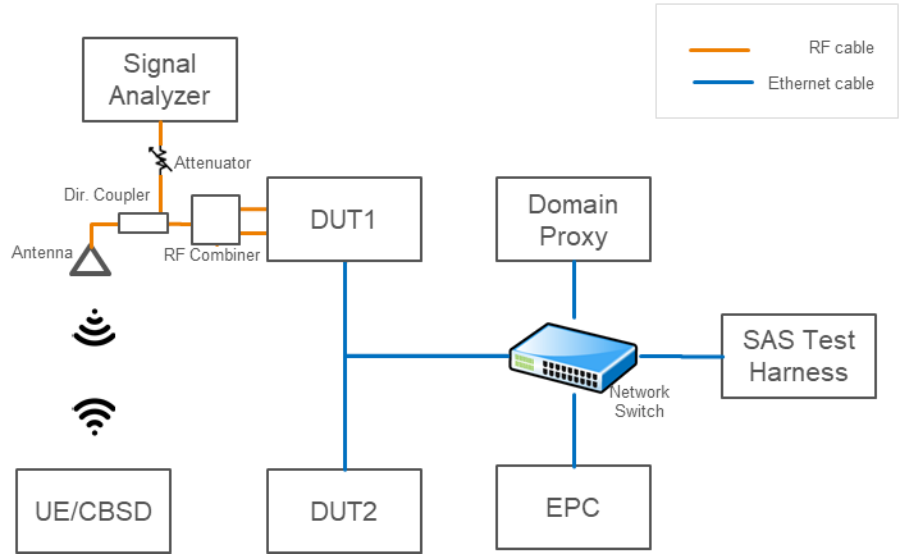 RF cable
Ethernet cable
Signal
Analyzer
Attenuator
Dir. Coupler
Antenna
RF Combiner
DUT1
Domain
Proxy
SAS Test
Harness
Network
Switch
UE/CBSD
DUT2
EPC